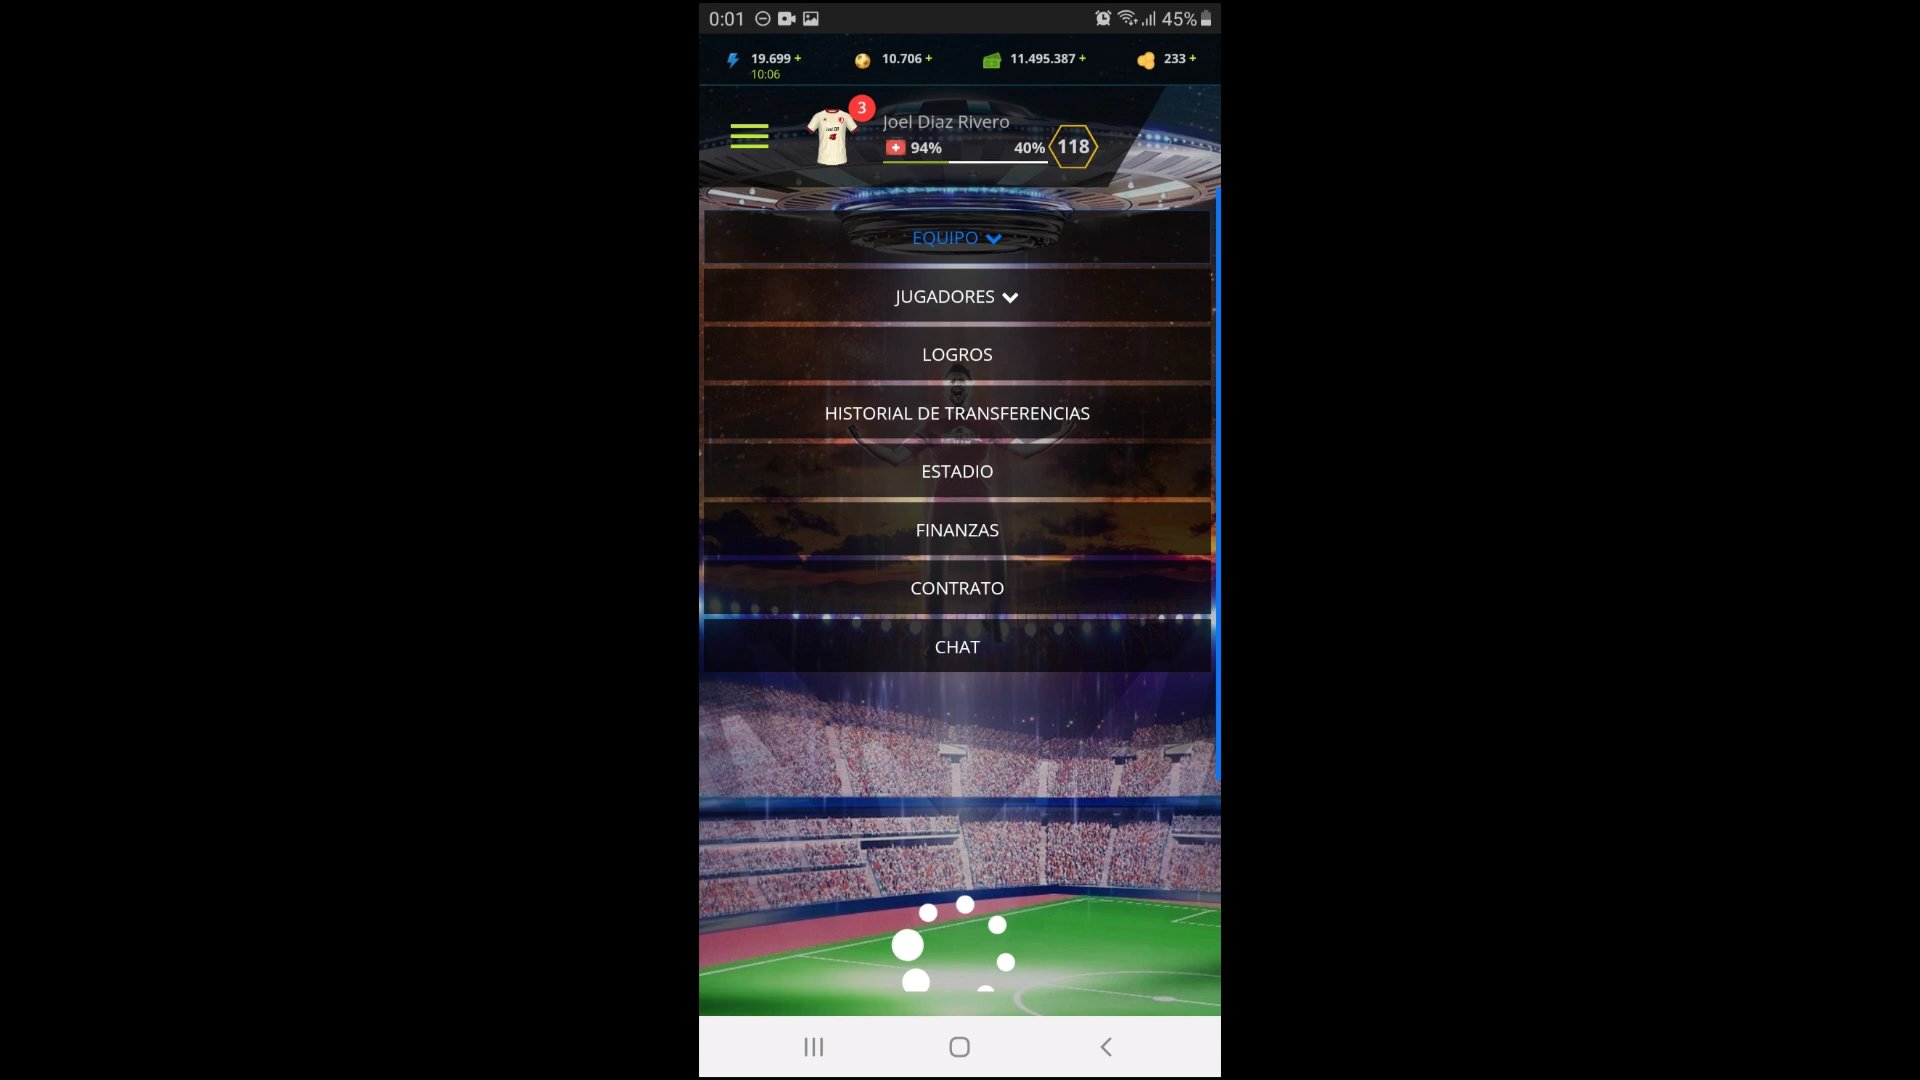 0:01 45%
19.699 + 10.706 + 11.495.387 + 233 +
10:06
3
Joel Diaz Rivero
94% 40% 118
EQUIPO
JUGADORES
LOGROS
HISTORIAL DE TRANSFERENCIAS
ESTADIO
FINANZAS
CONTRATO
CHAT